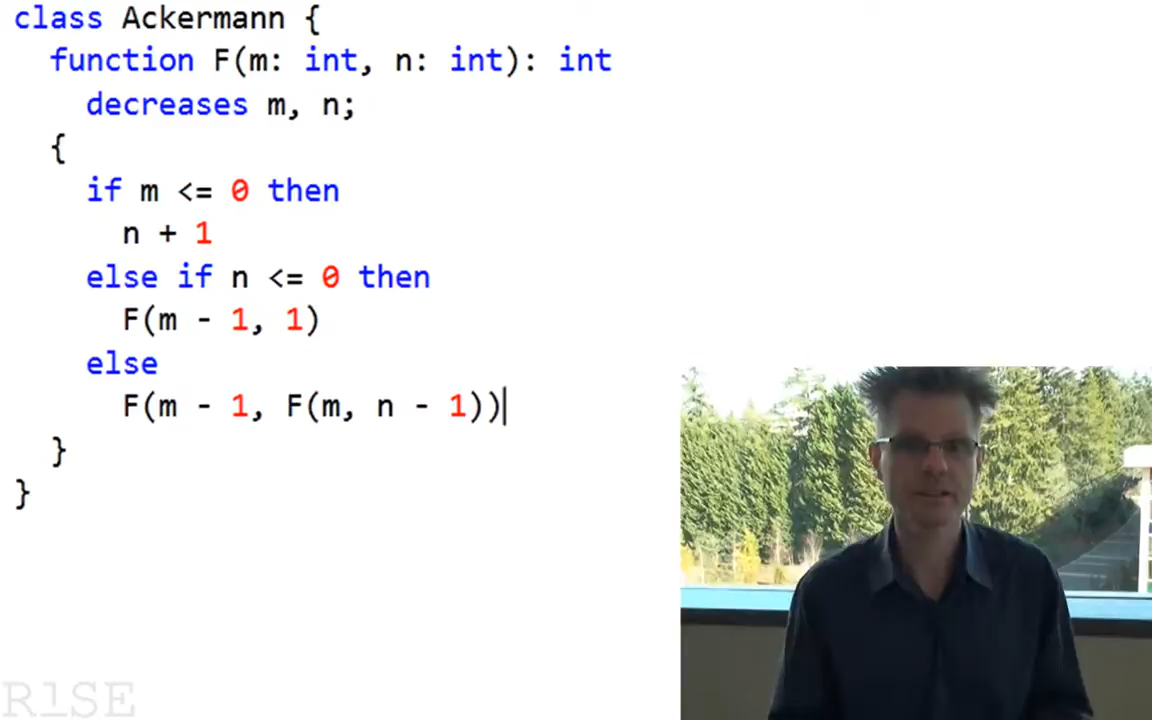 class Ackermann {
function F(m: int, n: int): int
decreases m, n;
{
if m <= 0 then
n + 1
else if n <= 0 then
F(m - 1, 1)
else
F(m - 1, F(m, n - 1))
}
}
R1SE